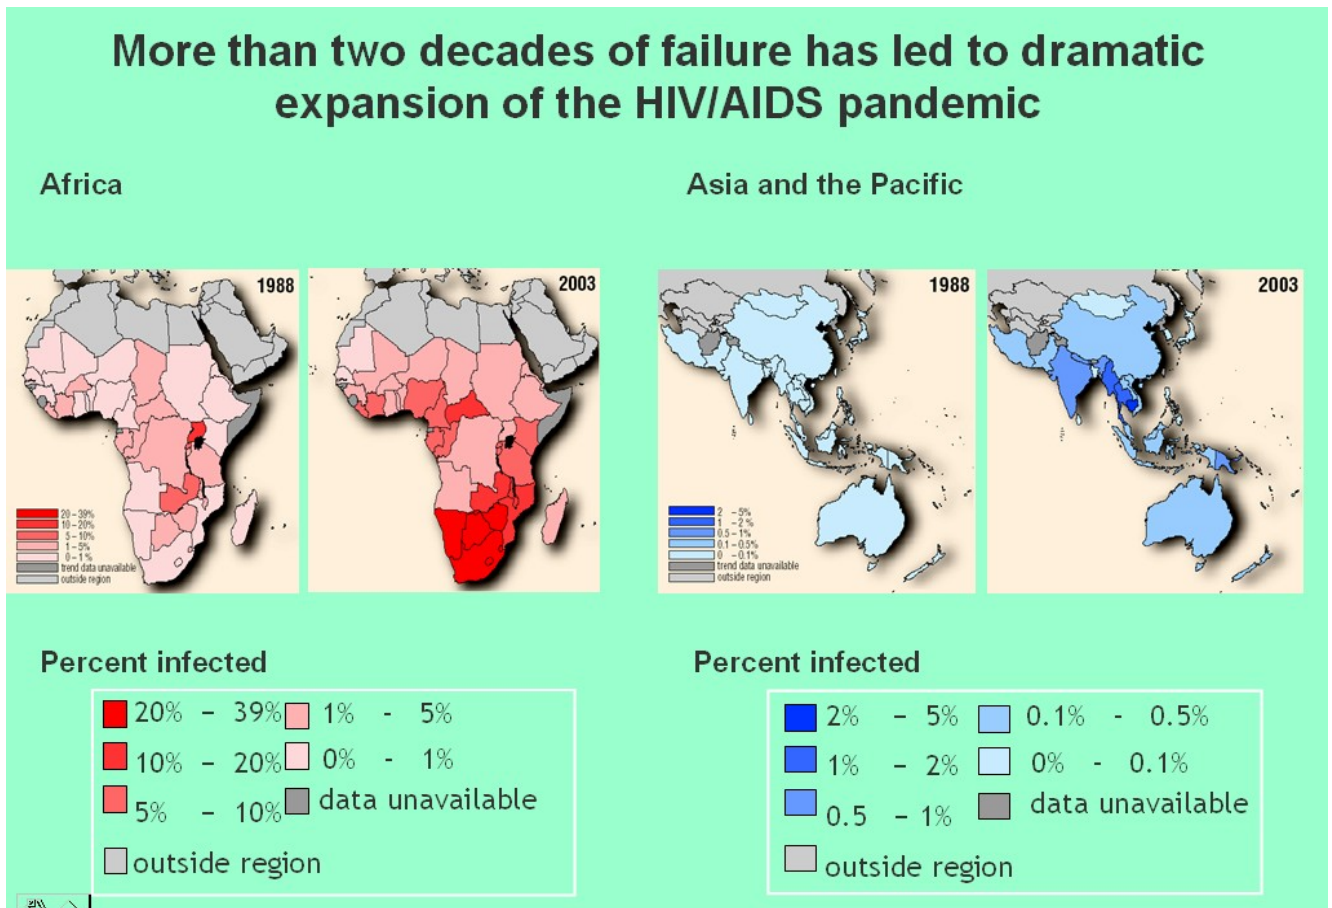 More than two decades of failure has led to dramatic
expansion of the HIV/AIDS pandemic
Africa
Asia and the Pacific
1988
2003
1988
2003
20 – 39%
10 – 20%
5 – 10%
1 – 5%
0 – 1 %
trend data unavailable
outside region
2 – 5%
1 – 2 %
0.5 – 1%
0.1 – 0.5%
0 – 0.1%
trend data unavailable
outside region
Percent infected
20% – 39% 1% - 5%
10% – 20% 0% - 1%
5% – 10% data unavailable
outside region
Percent infected
2% – 5% 0.1% - 0.5%
1% – 2% 0% - 0.1%
0.5 – 1% data unavailable
outside region